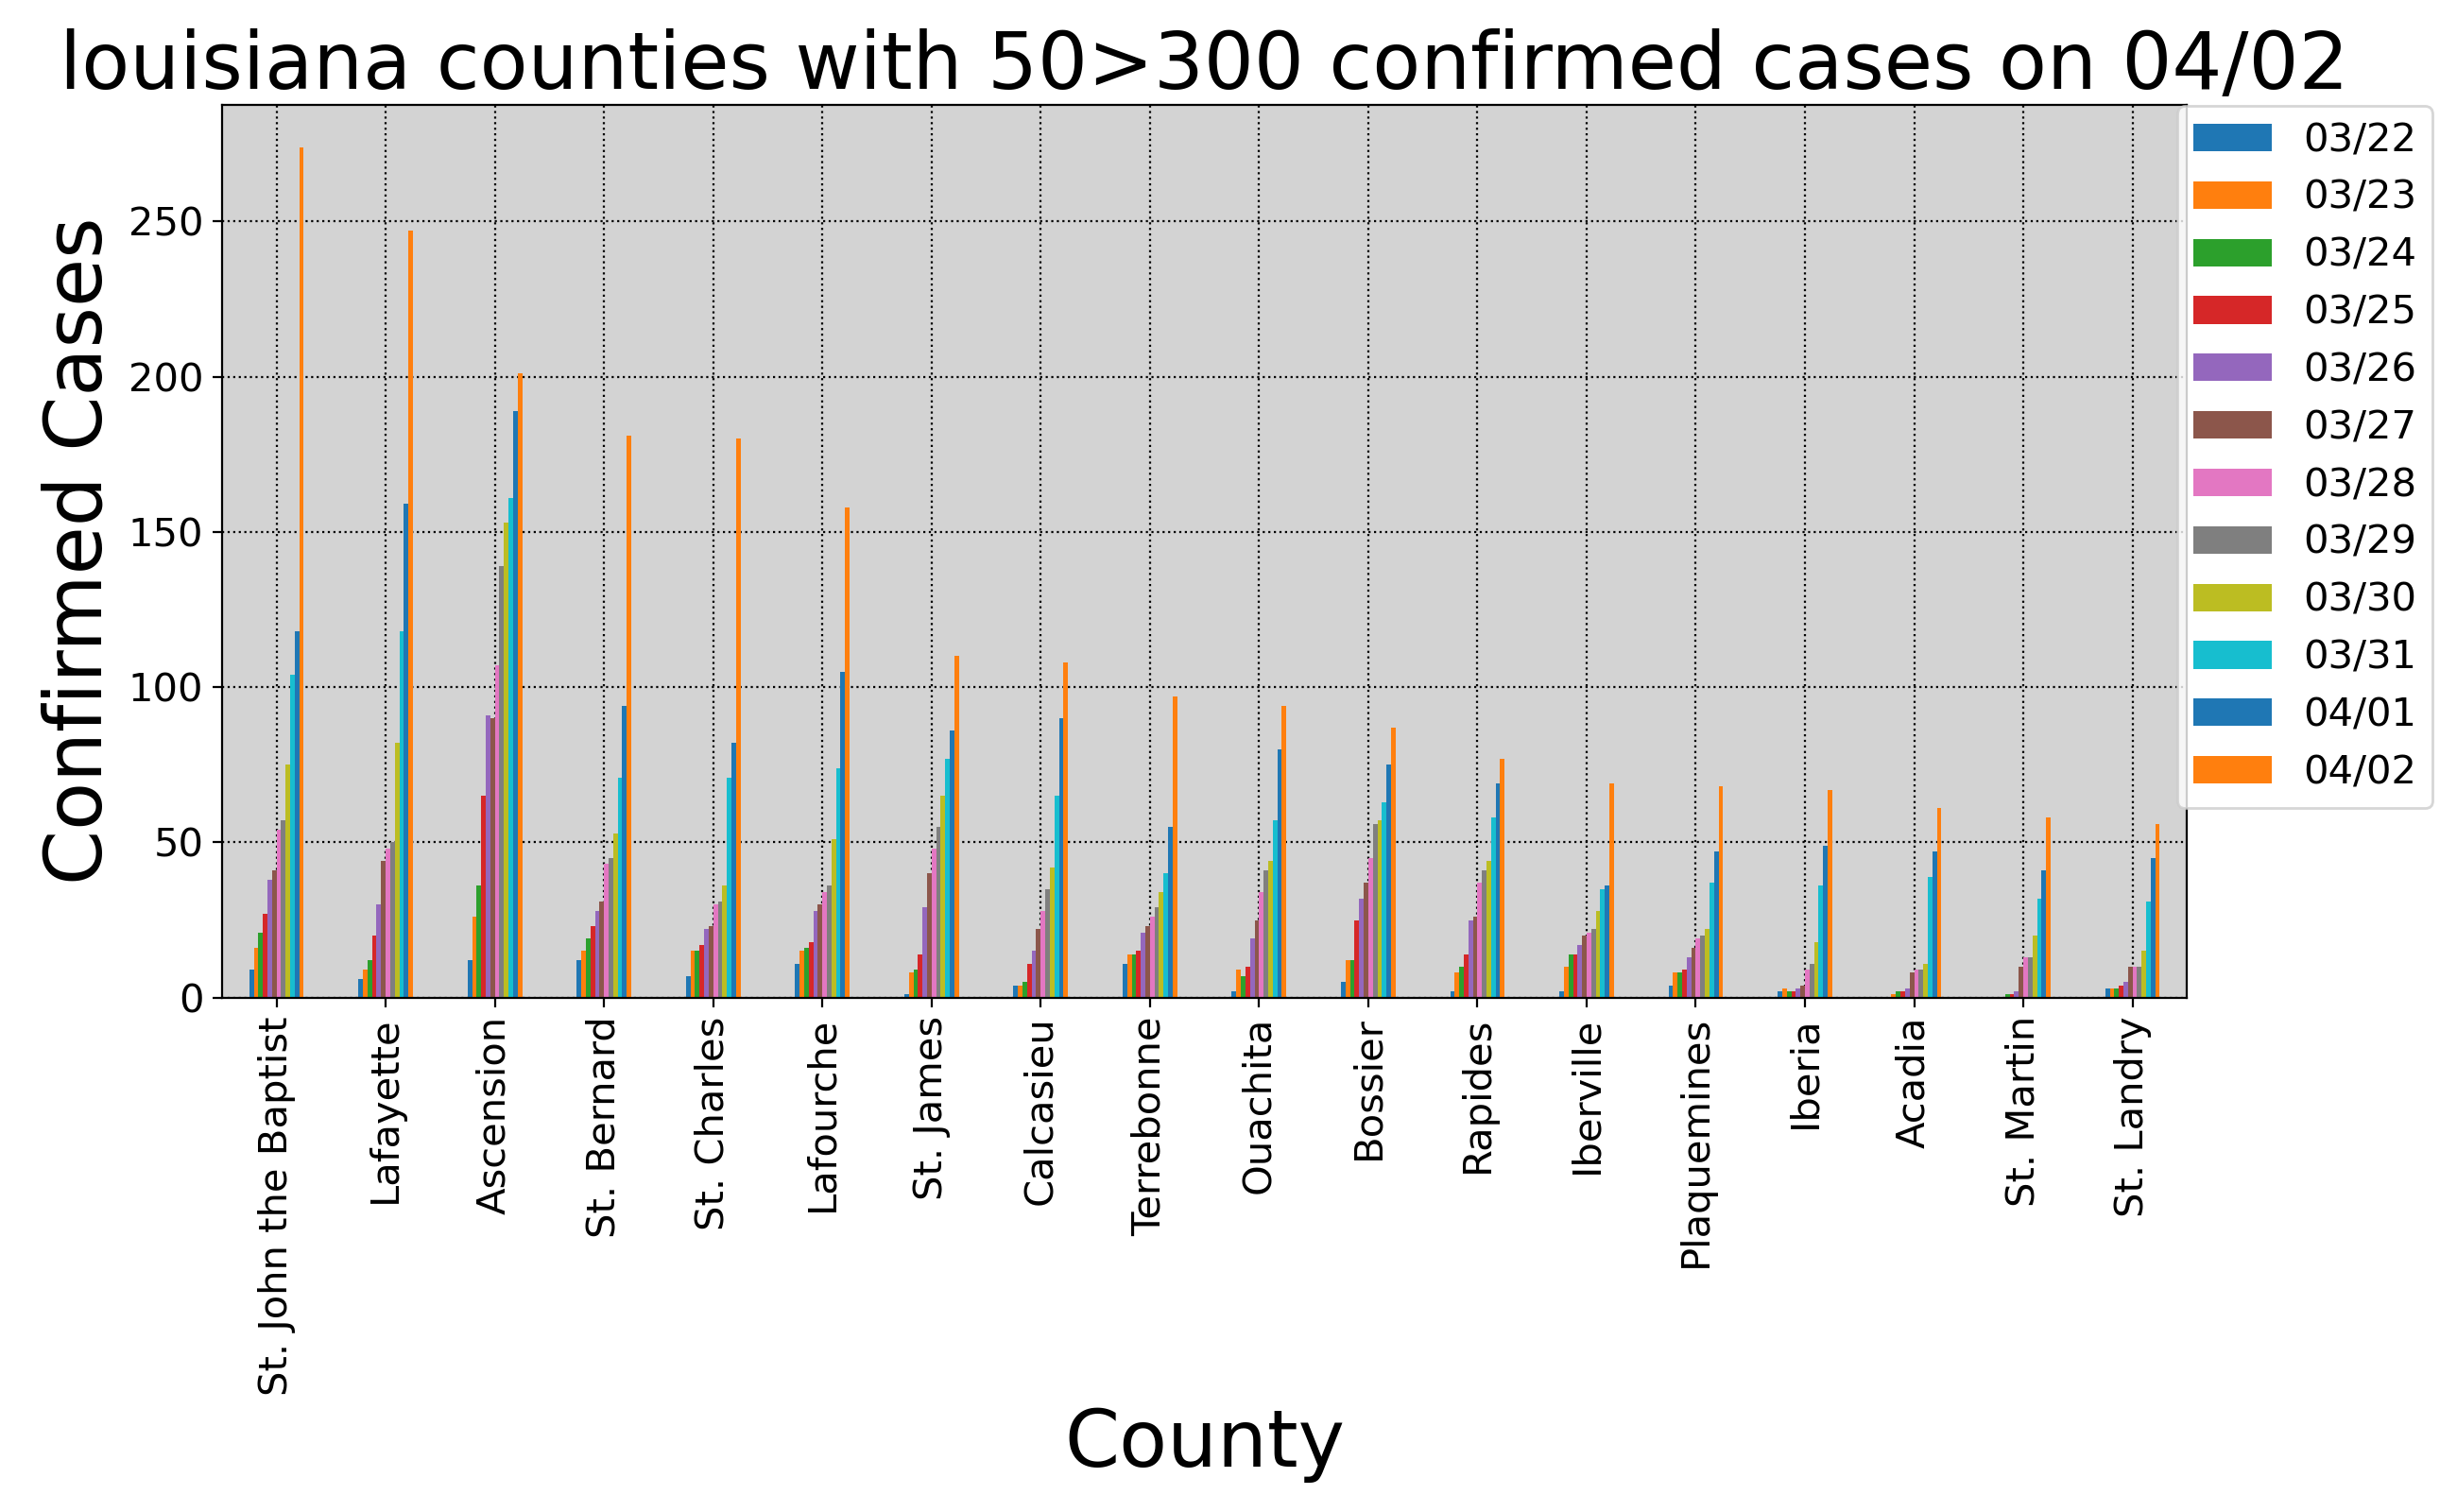 louisiana counties with 50>300 confirmed cases on 04/02
Confirmed Cases
250
200
150
100
50
0
03/22
03/23
03/24
03/25
03/26
03/27
03/28
03/29
03/30
03/31
04/01
04/02
St. John the Baptist
Lafayette
Ascension
St. Bernard
St. Charles
Lafourche
St. James
Calcasieu
Terrebonne
Ouachita
Bossier
Rapides
Iberville
Plaquemines
Iberia
Acadia
St. Martin
St. Landry
County